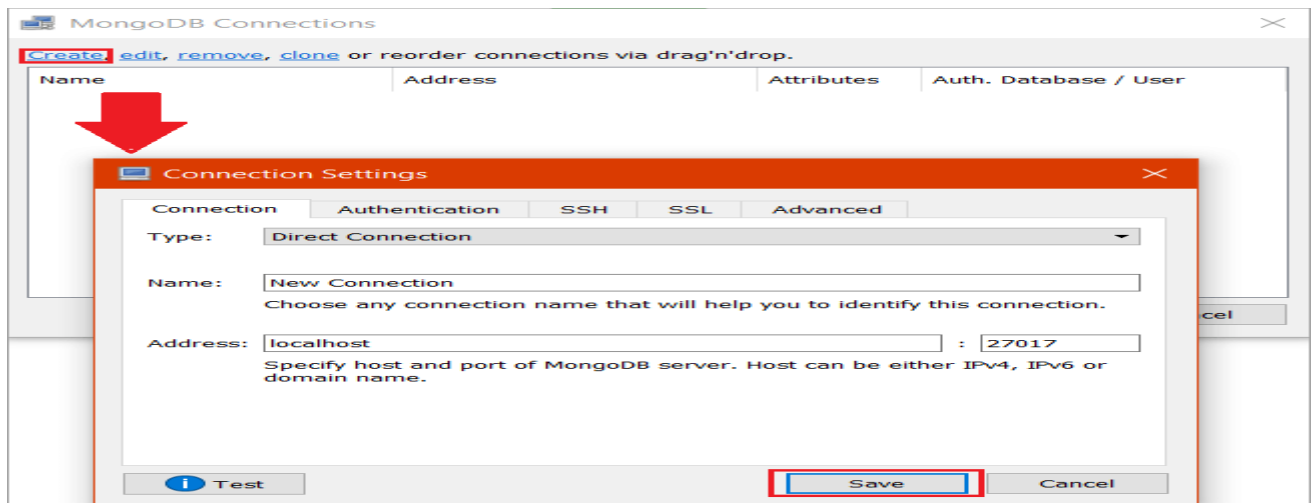 MongoDB Connections
Create, edit, remove, clone or reorder connections via drag'n'drop.
Name Address Attributes Auth. Database / User
Connection Settings
Connection Authentication SSH SSL Advanced
Type: Direct Connection
Name: New Connection
Choose any connection name that will help you to identify this connection.
Address: localhost : 27017
Specify host and port of MongoDB server. Host can be either IPv4, IPv6 or
domain name.
cel
Test Save Cancel